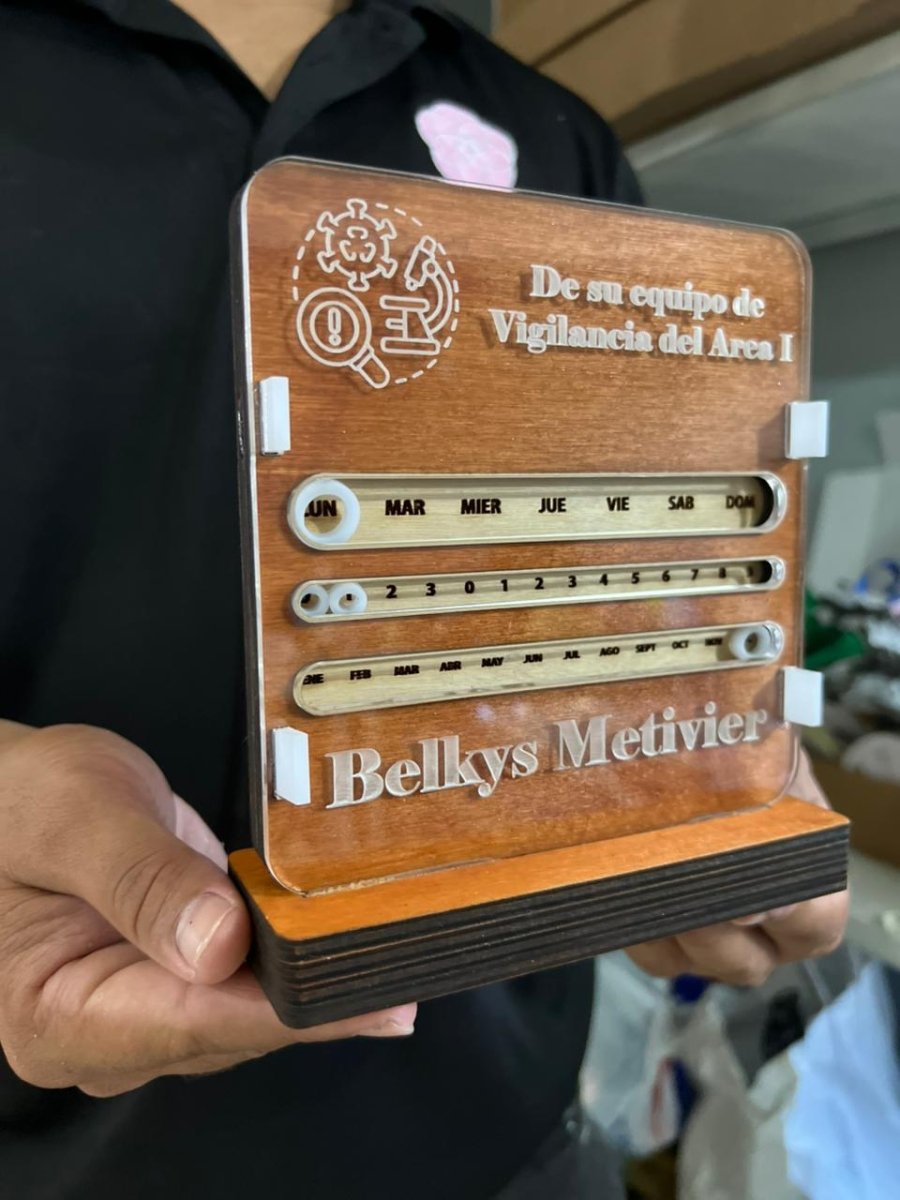 De su equipo de
Vigilancia del Area I
LUN MAR MIER JUE VIE SAB DOM
2 3 0 1 2 3 4 5 6 7 8
ENE FEB MAR ABR MAY JUN JUL AGO SEPT OCT NOV
Belkys Metivier